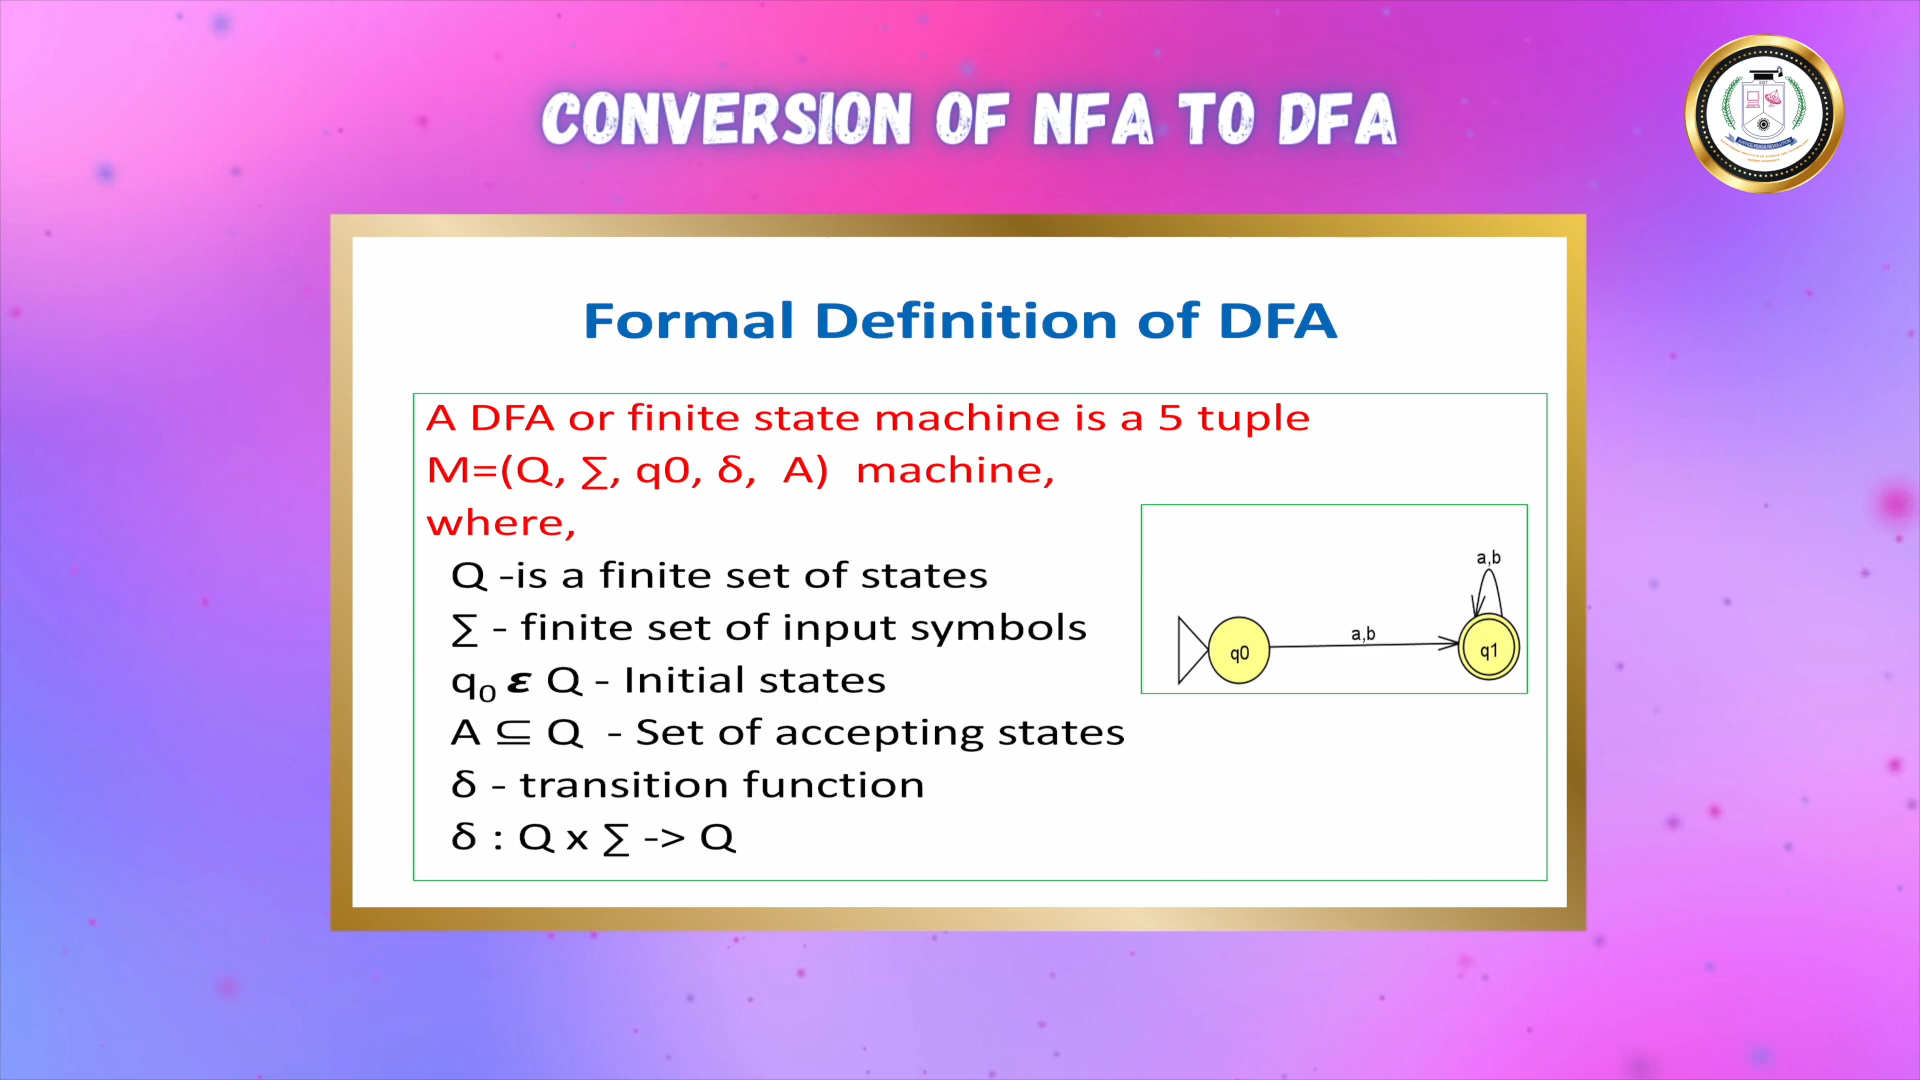 CONVERSION OF NFA TO DFA
Formal Definition of DFA
A DFA or finite state machine is a 5 tuple
M=(Q, ∑, q0, δ, A) machine,
where,
Q -is a finite set of states
∑ - finite set of input symbols
q₀ ε Q - Initial states
A ⊆ Q - Set of accepting states
δ - transition function
δ : Q x ∑ -> Q
a,b
a,b
q0
q1